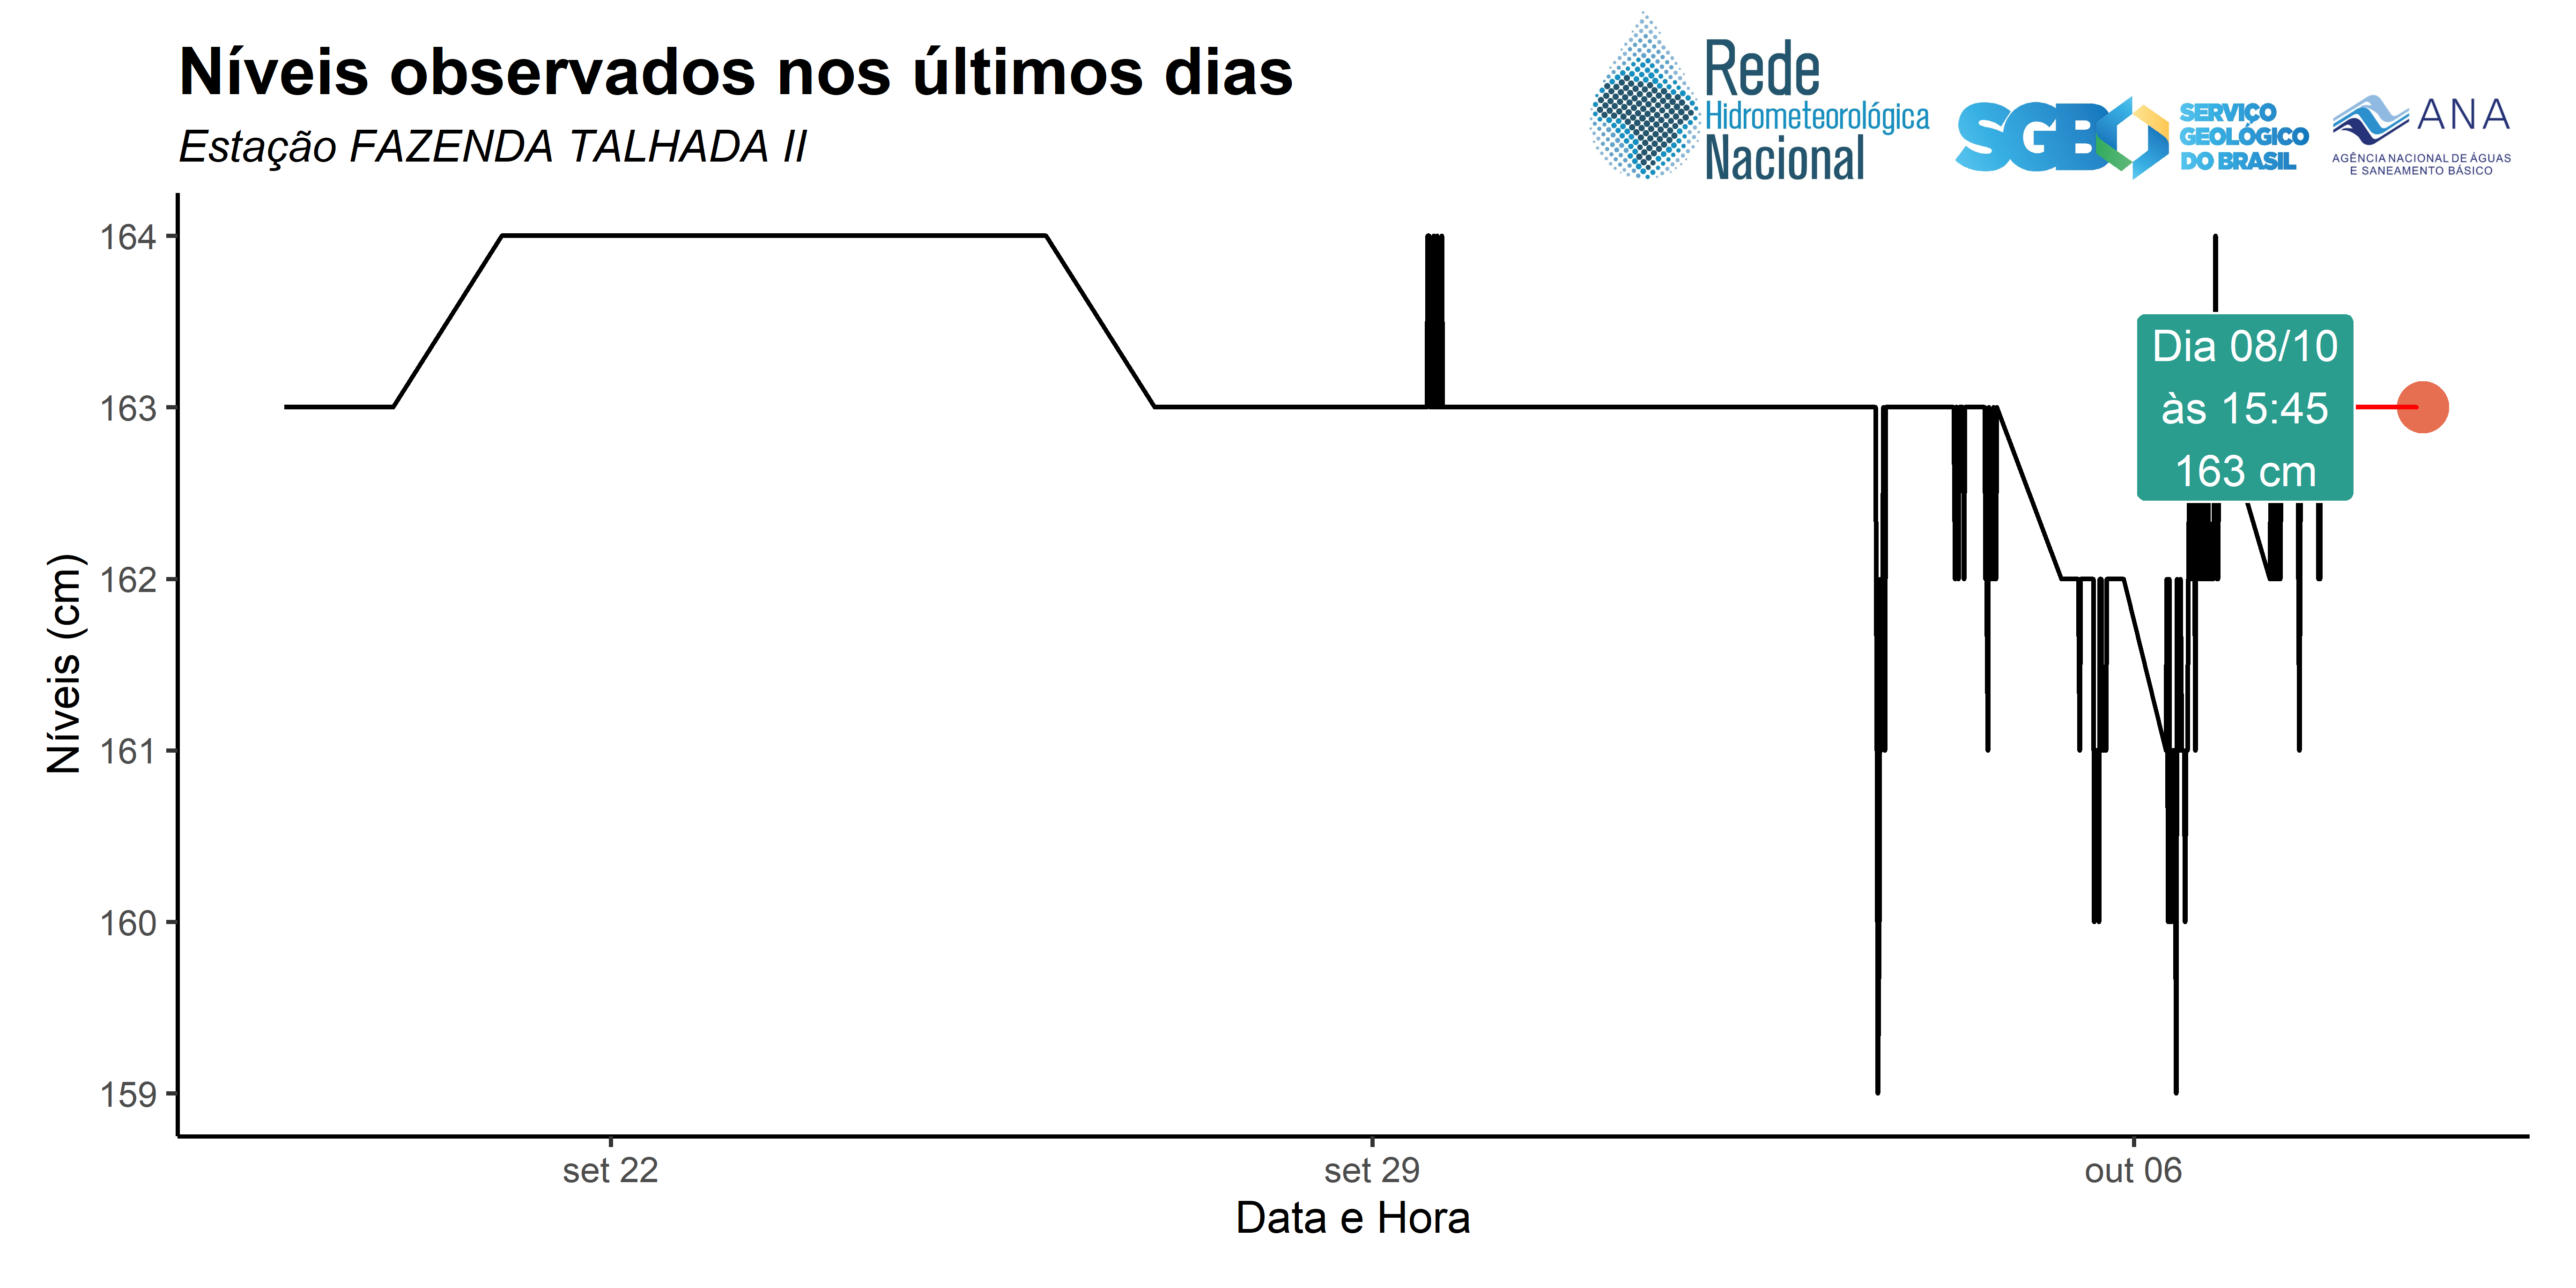 Níveis observados nos últimos dias
Estação FAZENDA TALHADA II
Rede
Hidrometeorológica
Nacional
SGB
SERVIÇO
GEOLÓGICO
DO BRASIL
ANA
AGÊNCIA NACIONAL DE ÁGUAS
E SANEAMENTO BÁSICO
Níveis (cm)
164
163
162
161
160
159
Dia 08/10
às 15:45
163 cm
set 22
set 29
out 06
Data e Hora